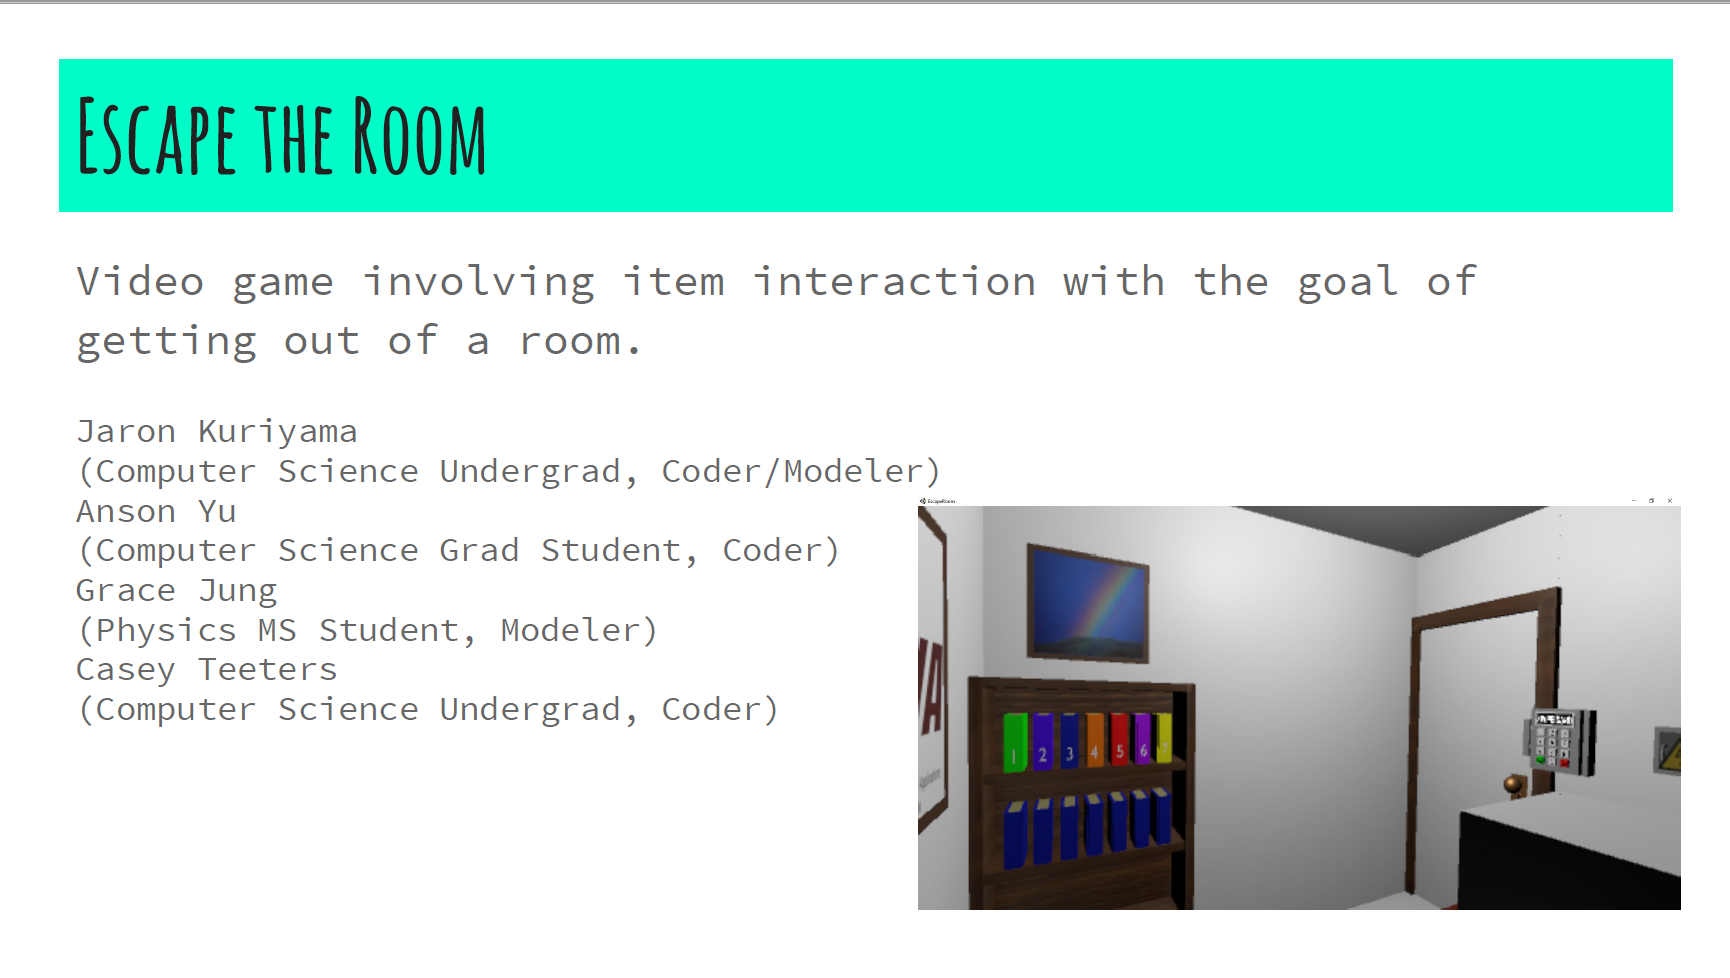 Escape the Room
Video game involving item interaction with the goal of
getting out of a room.
Jaron Kuriyama
(Computer Science Undergrad, Coder/Modeler)
Anson Yu
(Computer Science Grad Student, Coder)
Grace Jung
(Physics MS Student, Modeler)
Casey Teeters
(Computer Science Undergrad, Coder)
EscapeRoom
1 2 3 4 5 6 7